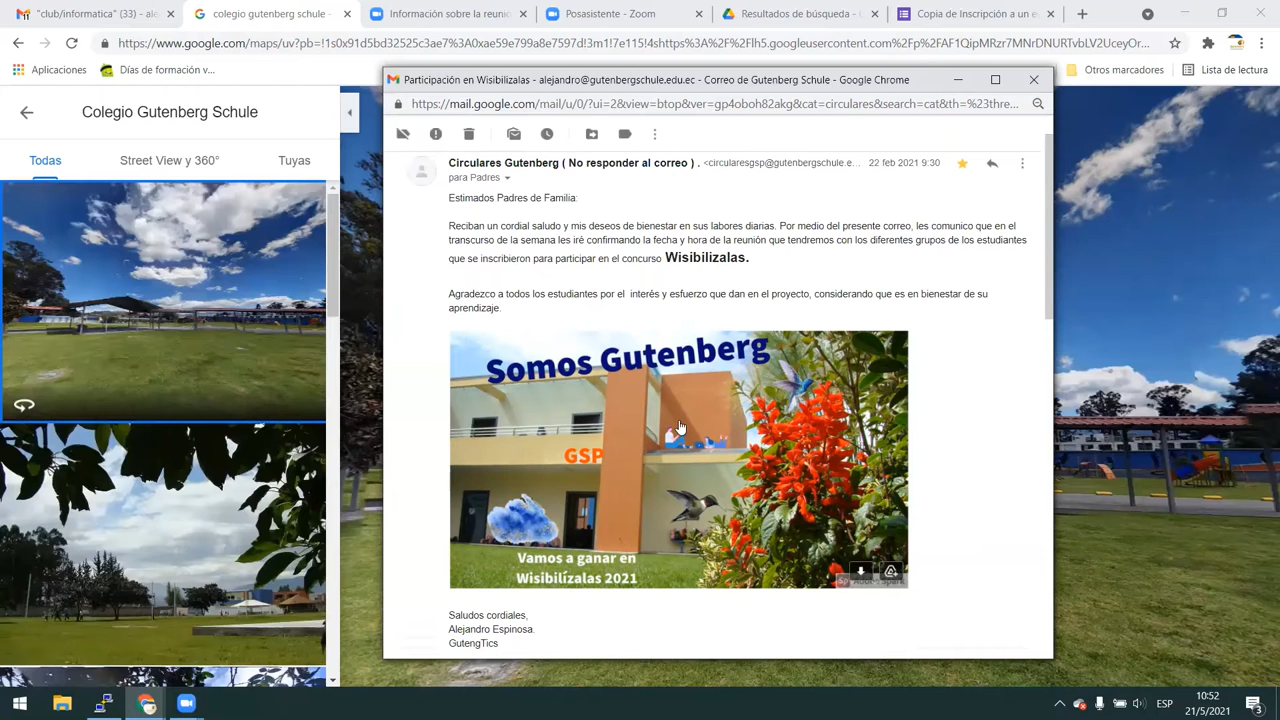 "club/informatica" (33) - ale
colegio gutenberg schule -
Información sobre la reunión
Posasistente - Zoom
Resultados de búsqueda - U
Copia de Inscripción a un e
https://www.google.com/maps/uv?pb=!1s0x91d5bd32525c3ae7%3A0xae59e799a8e7597d!3m1!7e115!4shttps%3A%2F%2Flh5.googleusercontent.com%2Fp%2FAF1QipMRzr7MNrDNURTvbLV2UceyOr...
Aplicaciones
Días de formación v...
Otros marcadores
Lista de lectura
Colegio Gutenberg Schule
Todas
Street View y 360°
Tuyas
Participación en Wisibilizalas - alejandro@gutenbergschule.edu.ec - Correo de Gutenberg Schule - Google Chrome
https://mail.google.com/mail/u/0/?ui=2&view=btop&ver=gp4oboh82akg&cat=circulares&search=cat&th=%23thre...
Circulares Gutenberg ( No responder al correo ) . <circularesgsp@gutenbergschule.e...
22 feb 2021 9:30
para Padres
Estimados Padres de Familia:
Reciban un cordial saludo y mis deseos de bienestar en sus labores diarias. Por medio del presente correo, les comunico que en el
transcurso de la semana les iré confirmando la fecha y hora de la reunión que tendremos con los diferentes grupos de los estudiantes
que se inscribieron para participar en el concurso Wisibilizalas.
Agradezco a todos los estudiantes por el interés y esfuerzo que dan en el proyecto, considerando que es en bienestar de su
aprendizaje.
Somos Gutenberg
GSP
Vamos a ganar en
Wisibilízalas 2021
Saludos cordiales,
Alejandro Espinosa.
GutengTics
ESP
10:52
21/5/2021
3